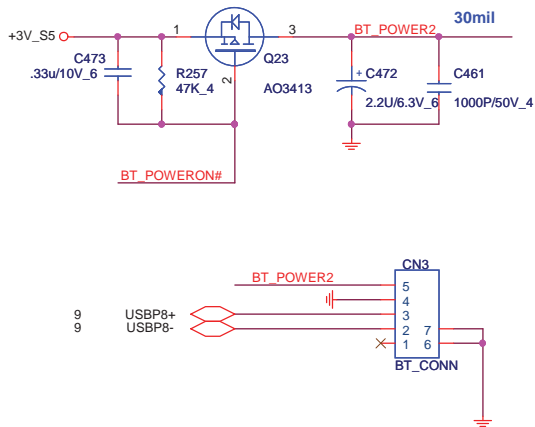 30mil
+3V_S5
1
3
BT_POWER2
C473
.33u/10V_6
R257
47K_4
2
Q23
AO3413
+
C472
2.2U/6.3V_6
C461
1000P/50V_4
BT_POWERON#
CN3
BT_POWER2
5
4
9 USBP8+ 3
9 USBP8- 2 7
1 6
BT_CONN